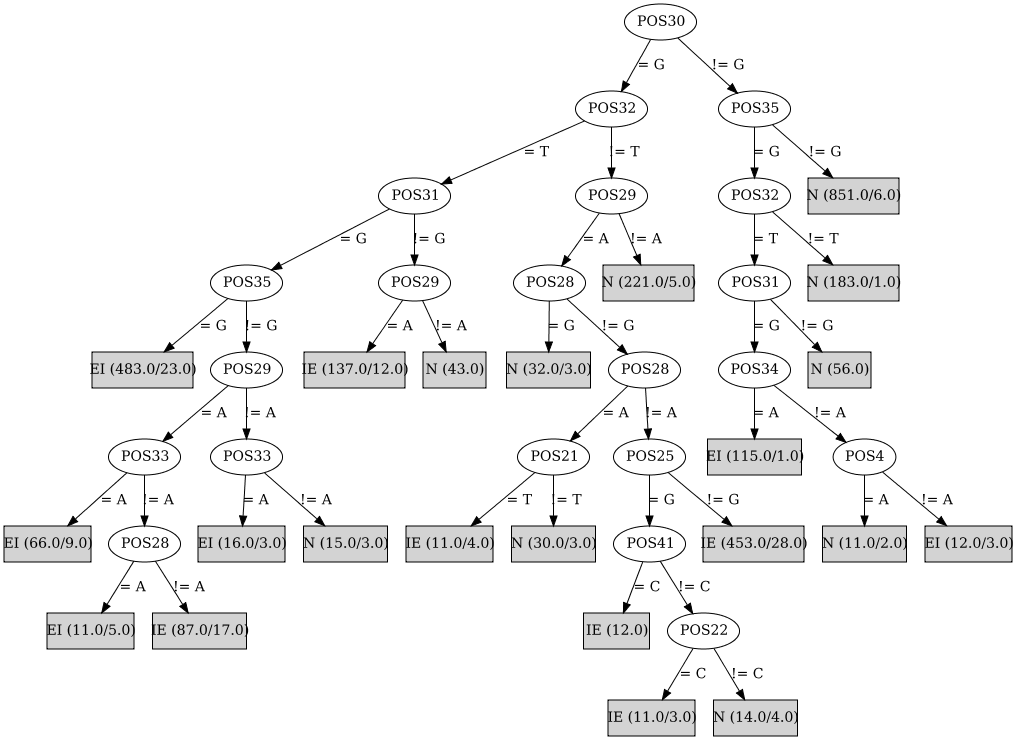 POS30
= G
!= G
POS32
POS35
= T
!= T
= G
!= G
POS31
POS29
POS32
N (851.0/6.0)
= G
!= G
= A
!= A
= T
!= T
POS35
POS29
POS28
N (221.0/5.0)
POS31
N (183.0/1.0)
= G
!= G
= A
!= A
= G
!= G
= G
!= G
EI (483.0/23.0)
POS29
IE (137.0/12.0)
N (43.0)
N (32.0/3.0)
POS28
POS34
N (56.0)
= A
!= A
= A
!= A
= A
!= A
POS33
POS33
POS21
POS25
EI (115.0/1.0)
POS4
= A
!= A
= A
!= A
= T
!= T
= G
!= G
= A
!= A
EI (66.0/9.0)
POS28
EI (16.0/3.0)
N (15.0/3.0)
IE (11.0/4.0)
N (30.0/3.0)
POS41
IE (453.0/28.0)
N (11.0/2.0)
EI (12.0/3.0)
= A
!= A
= C
!= C
EI (11.0/5.0)
IE (87.0/17.0)
IE (12.0)
POS22
= C
!= C
IE (11.0/3.0)
N (14.0/4.0)